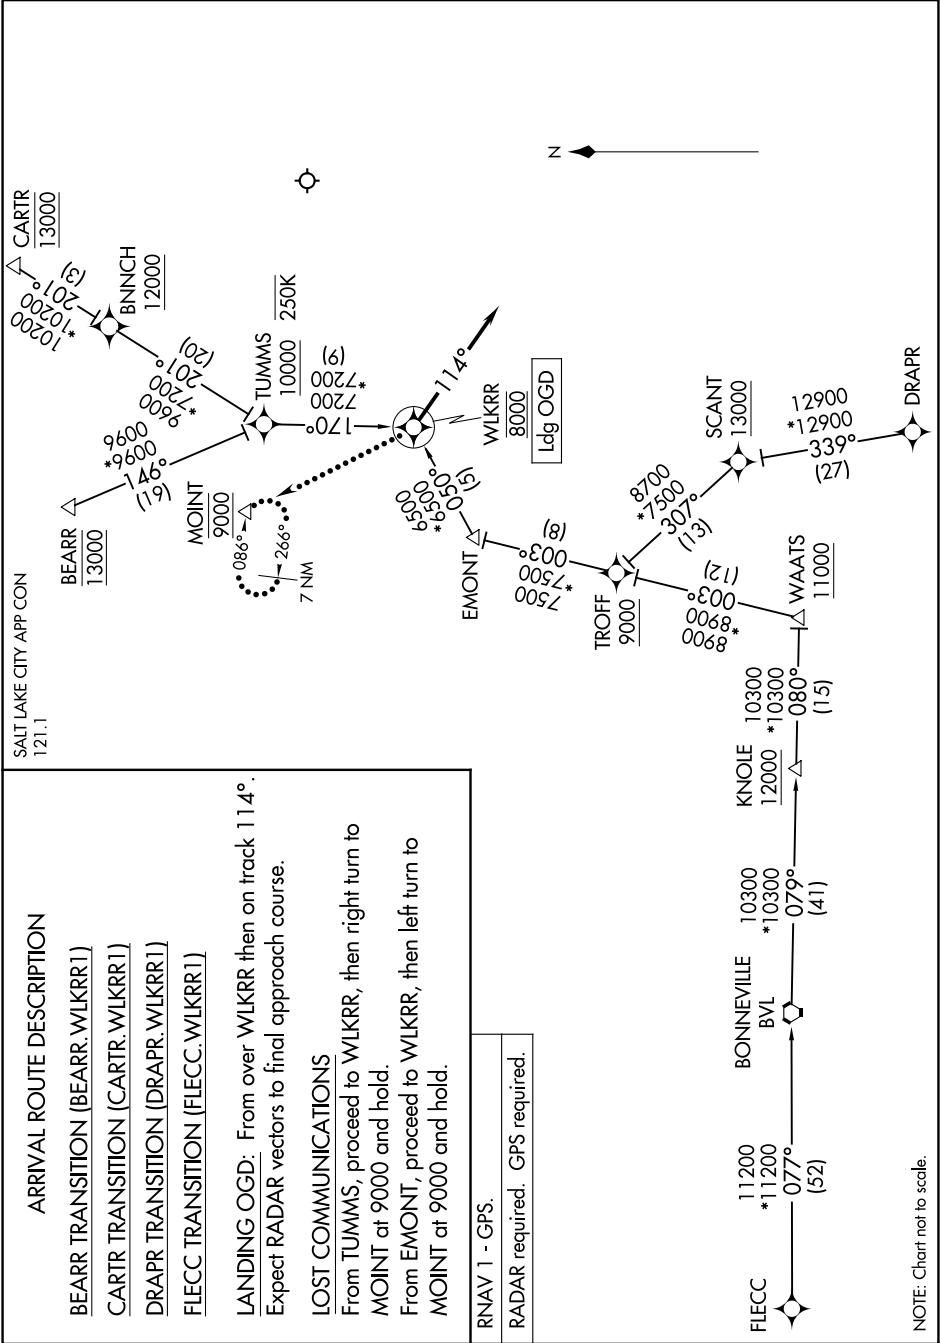 ARRIVAL ROUTE DESCRIPTION
BEARR TRANSITION (BEARR.WLKRR1)
CARTR TRANSITION (CARTR.WLKRR1)
DRAPR TRANSITION (DRAPR.WLKRR1)
FLECC TRANSITION (FLECC.WLKRR1)
LANDING OGD: From over WLKRR then on track 114°.
Expect RADAR vectors to final approach course.
LOST COMMUNICATIONS
From TUMMS, proceed to WLKRR, then right turn to
MOINT at 9000 and hold.
From EMONT, proceed to WLKRR, then left turn to
MOINT at 9000 and hold.
RNAV 1 - GPS.
RADAR required. GPS required.
SALT LAKE CITY APP CON
121.1
CARTR
13000
10200
*10200
201°
(3)
BNNCH
12000
9600
*7200
201°
(20)
BEARR
13000
9600
*9600
146°
(19)
TUMMS
10000
250K
7200
*7200
(9)
170°
MOINT
9000
086°
266°
7 NM
114°
WLKRR
8000
Ldg OGD
6500
*6500
050°
(5)
EMONT
7500
*7500
003°
(8)
TROFF
9000
8700
*7500
307°
(13)
SCANT
13000
12900
*12900
339°
(27)
DRAPR
8900
*8900
003°
(12)
WAATS
11000
10300
*10300
080°
(15)
KNOLE
12000
10300
*10300
079°
(41)
BONNEVILLE
BVL
11200
*11200
077°
(52)
FLECC
N
NOTE: Chart not to scale.